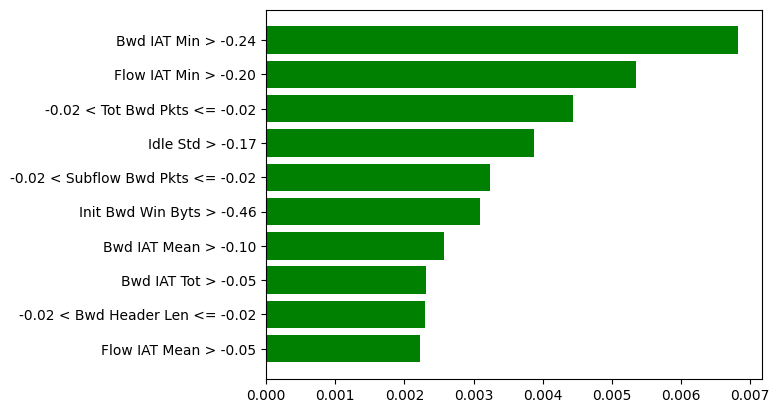 Bwd IAT Min > -0.24
Flow IAT Min > -0.20
-0.02 < Tot Bwd Pkts <= -0.02
Idle Std > -0.17
-0.02 < Subflow Bwd Pkts <= -0.02
Init Bwd Win Byts > -0.46
Bwd IAT Mean > -0.10
Bwd IAT Tot > -0.05
-0.02 < Bwd Header Len <= -0.02
Flow IAT Mean > -0.05
0.000 0.001 0.002 0.003 0.004 0.005 0.006 0.007